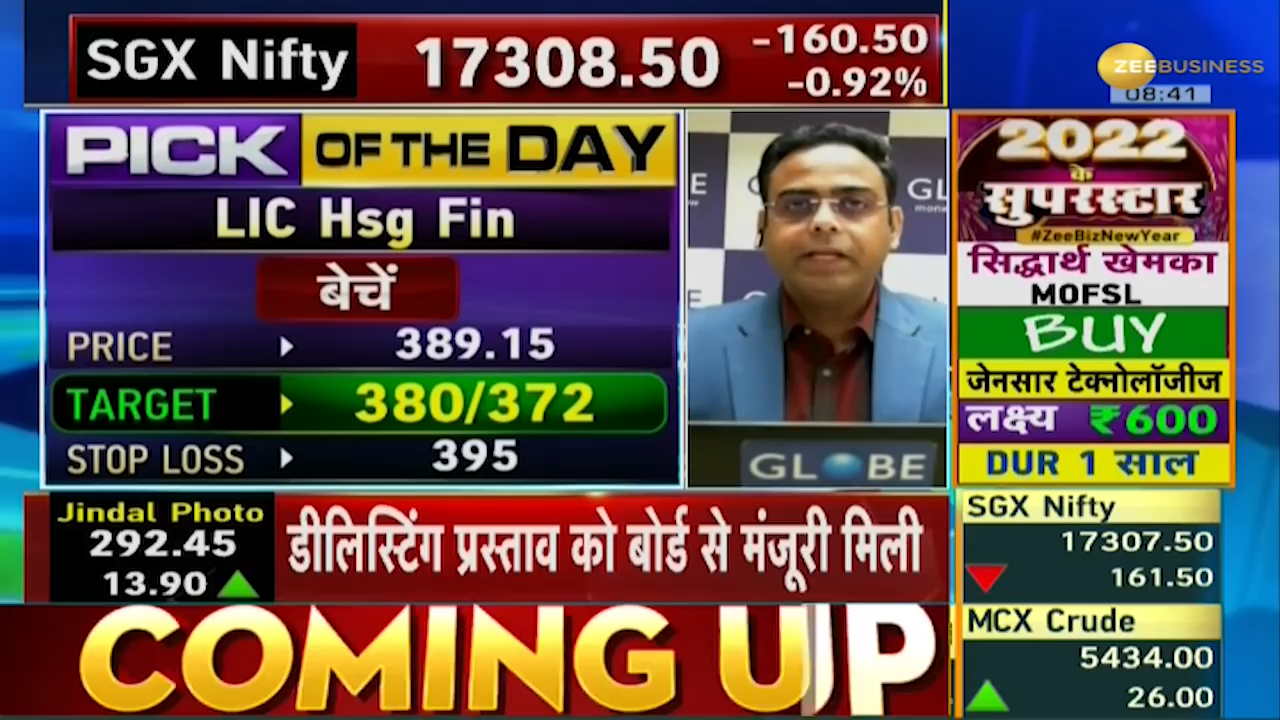 SGX Nifty 17308.50 -160.50 -0.92%
ZEEBUSINESS
08:41
PICK OF THE DAY
LIC Hsg Fin
बेचें
PRICE 389.15
TARGET 380/372
STOP LOSS 395
GLOBE
2022
के
सुपरस्टार
#ZeeBizNewYear
सिद्धार्थ खेमका
MOFSL
BUY
जेनसार टेक्नोलॉजीज
लक्ष्य ₹600
DUR 1 साल
Jindal Photo
292.45
13.90
डीलिस्टिंग प्रस्ताव को बोर्ड से मंजूरी मिली
SGX Nifty
17307.50
161.50
MCX Crude
5434.00
26.00
COMING UP